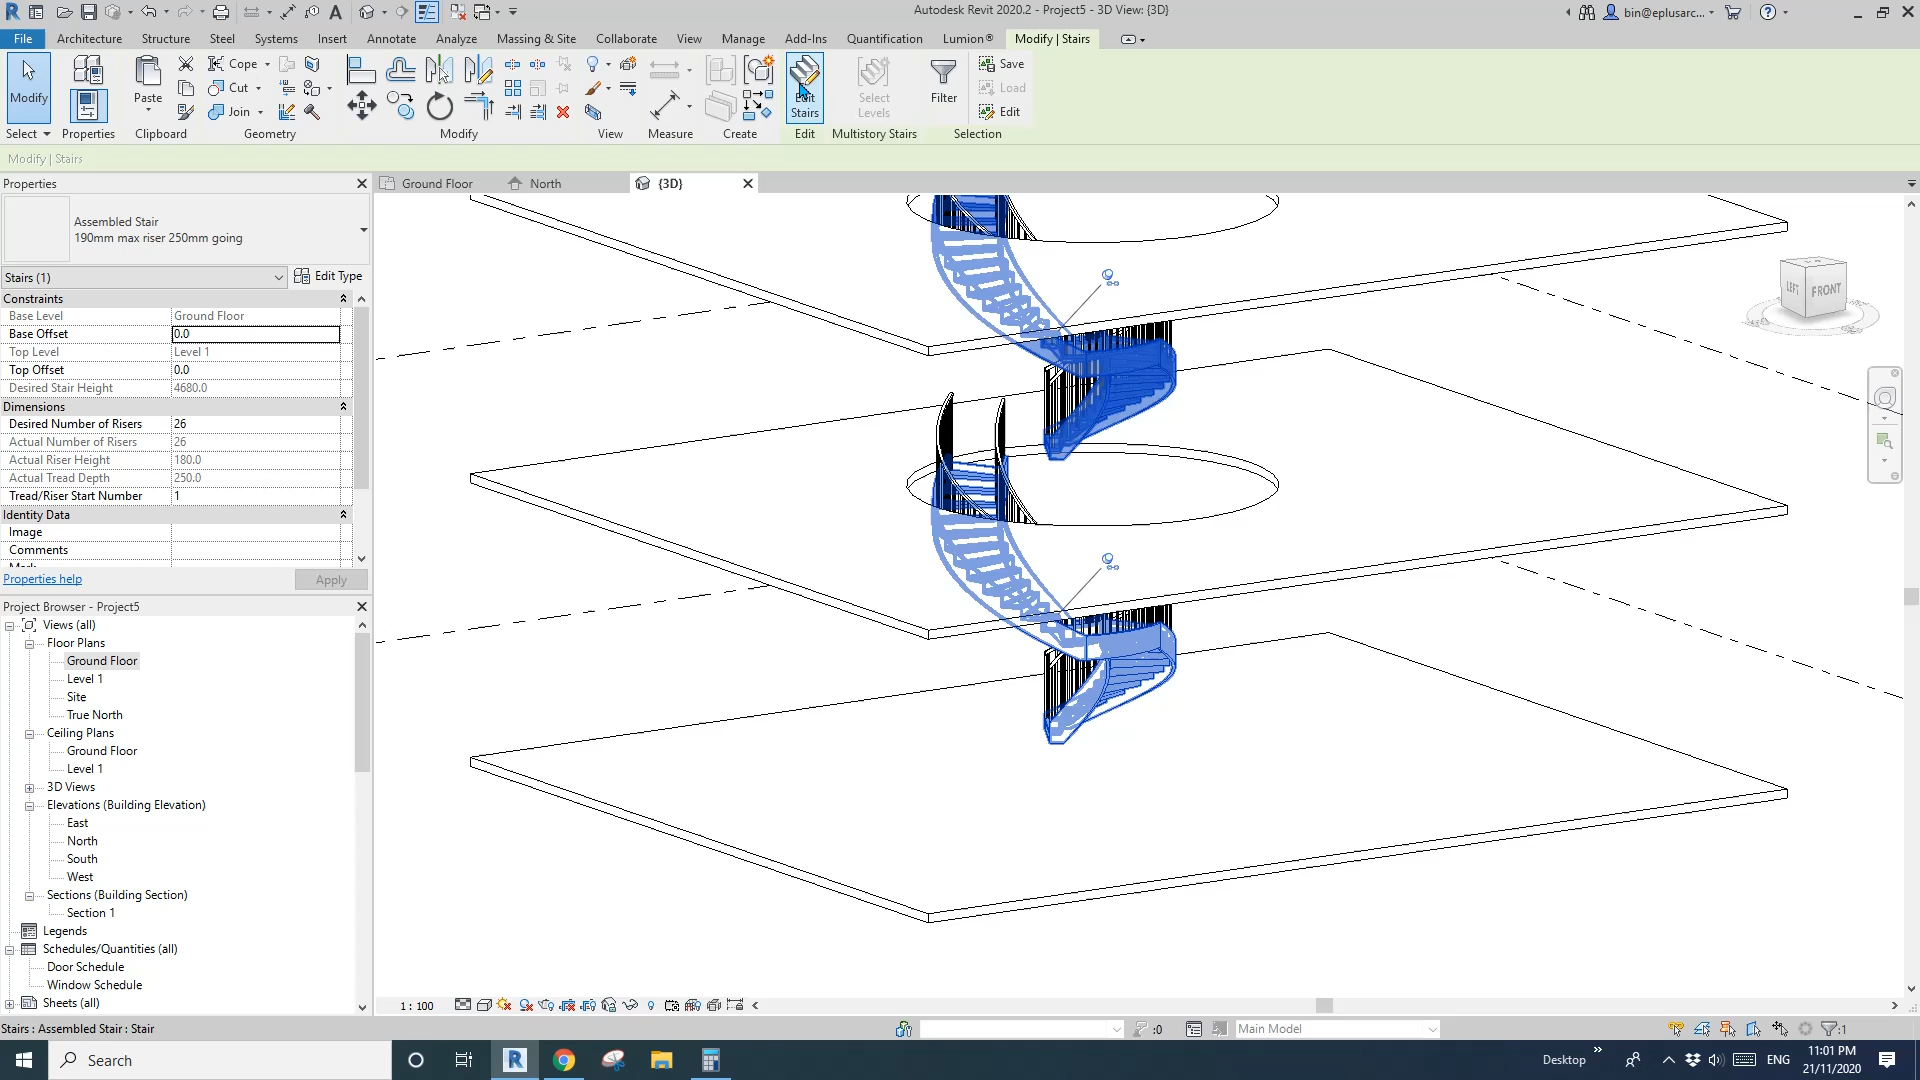 Autodesk Revit 2020.2 - Project5 - 3D View: {3D}
bin@eplusarc...
File Architecture Structure Steel Systems Insert Annotate Analyze Massing & Site Collaborate View Manage Add-Ins Quantification Lumion® Modify | Stairs
Modify
Paste
Cope
Cut
Join
Edit Stairs
Select Levels
Filter
Save
Load
Edit
Select Properties Clipboard Geometry Modify View Measure Create Edit Multistory Stairs Selection
Modify | Stairs
Properties
Ground Floor
North
{3D}
Assembled Stair
190mm max riser 250mm going
Stairs (1)
Edit Type
Constraints
Base Level Ground Floor
Base Offset 0.0
Top Level Level 1
Top Offset 0.0
Desired Stair Height 4680.0
Dimensions
Desired Number of Risers 26
Actual Number of Risers 26
Actual Riser Height 180.0
Actual Tread Depth 250.0
Tread/Riser Start Number 1
Identity Data
Image
Comments
Properties help
Apply
LEFT
FRONT
Project Browser - Project5
Views (all)
Floor Plans
Ground Floor
Level 1
Site
True North
Ceiling Plans
Ground Floor
Level 1
3D Views
Elevations (Building Elevation)
East
North
South
West
Sections (Building Section)
Section 1
Legends
Schedules/Quantities (all)
Door Schedule
Window Schedule
Sheets (all)
1 : 100
Stairs : Assembled Stair : Stair
:0
Main Model
:1
Search
Desktop
ENG
11:01 PM
21/11/2020